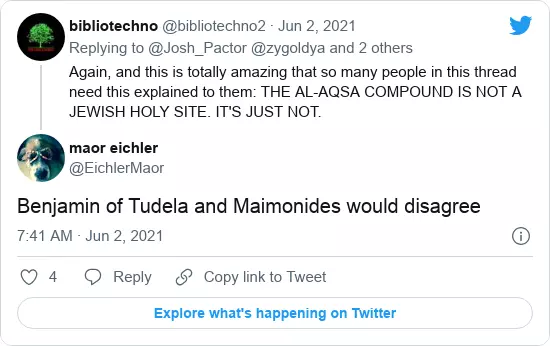 bibliotechno @bibliotechno2 · Jun 2, 2021
Replying to @Josh_Pactor @zygoldya and 2 others
Again, and this is totally amazing that so many people in this thread
need this explained to them: THE AL-AQSA COMPOUND IS NOT A
JEWISH HOLY SITE. IT'S JUST NOT.
maor eichler
@EichlerMaor
Benjamin of Tudela and Maimonides would disagree
7:41 AM · Jun 2, 2021
4 Reply Copy link to Tweet
Explore what's happening on Twitter